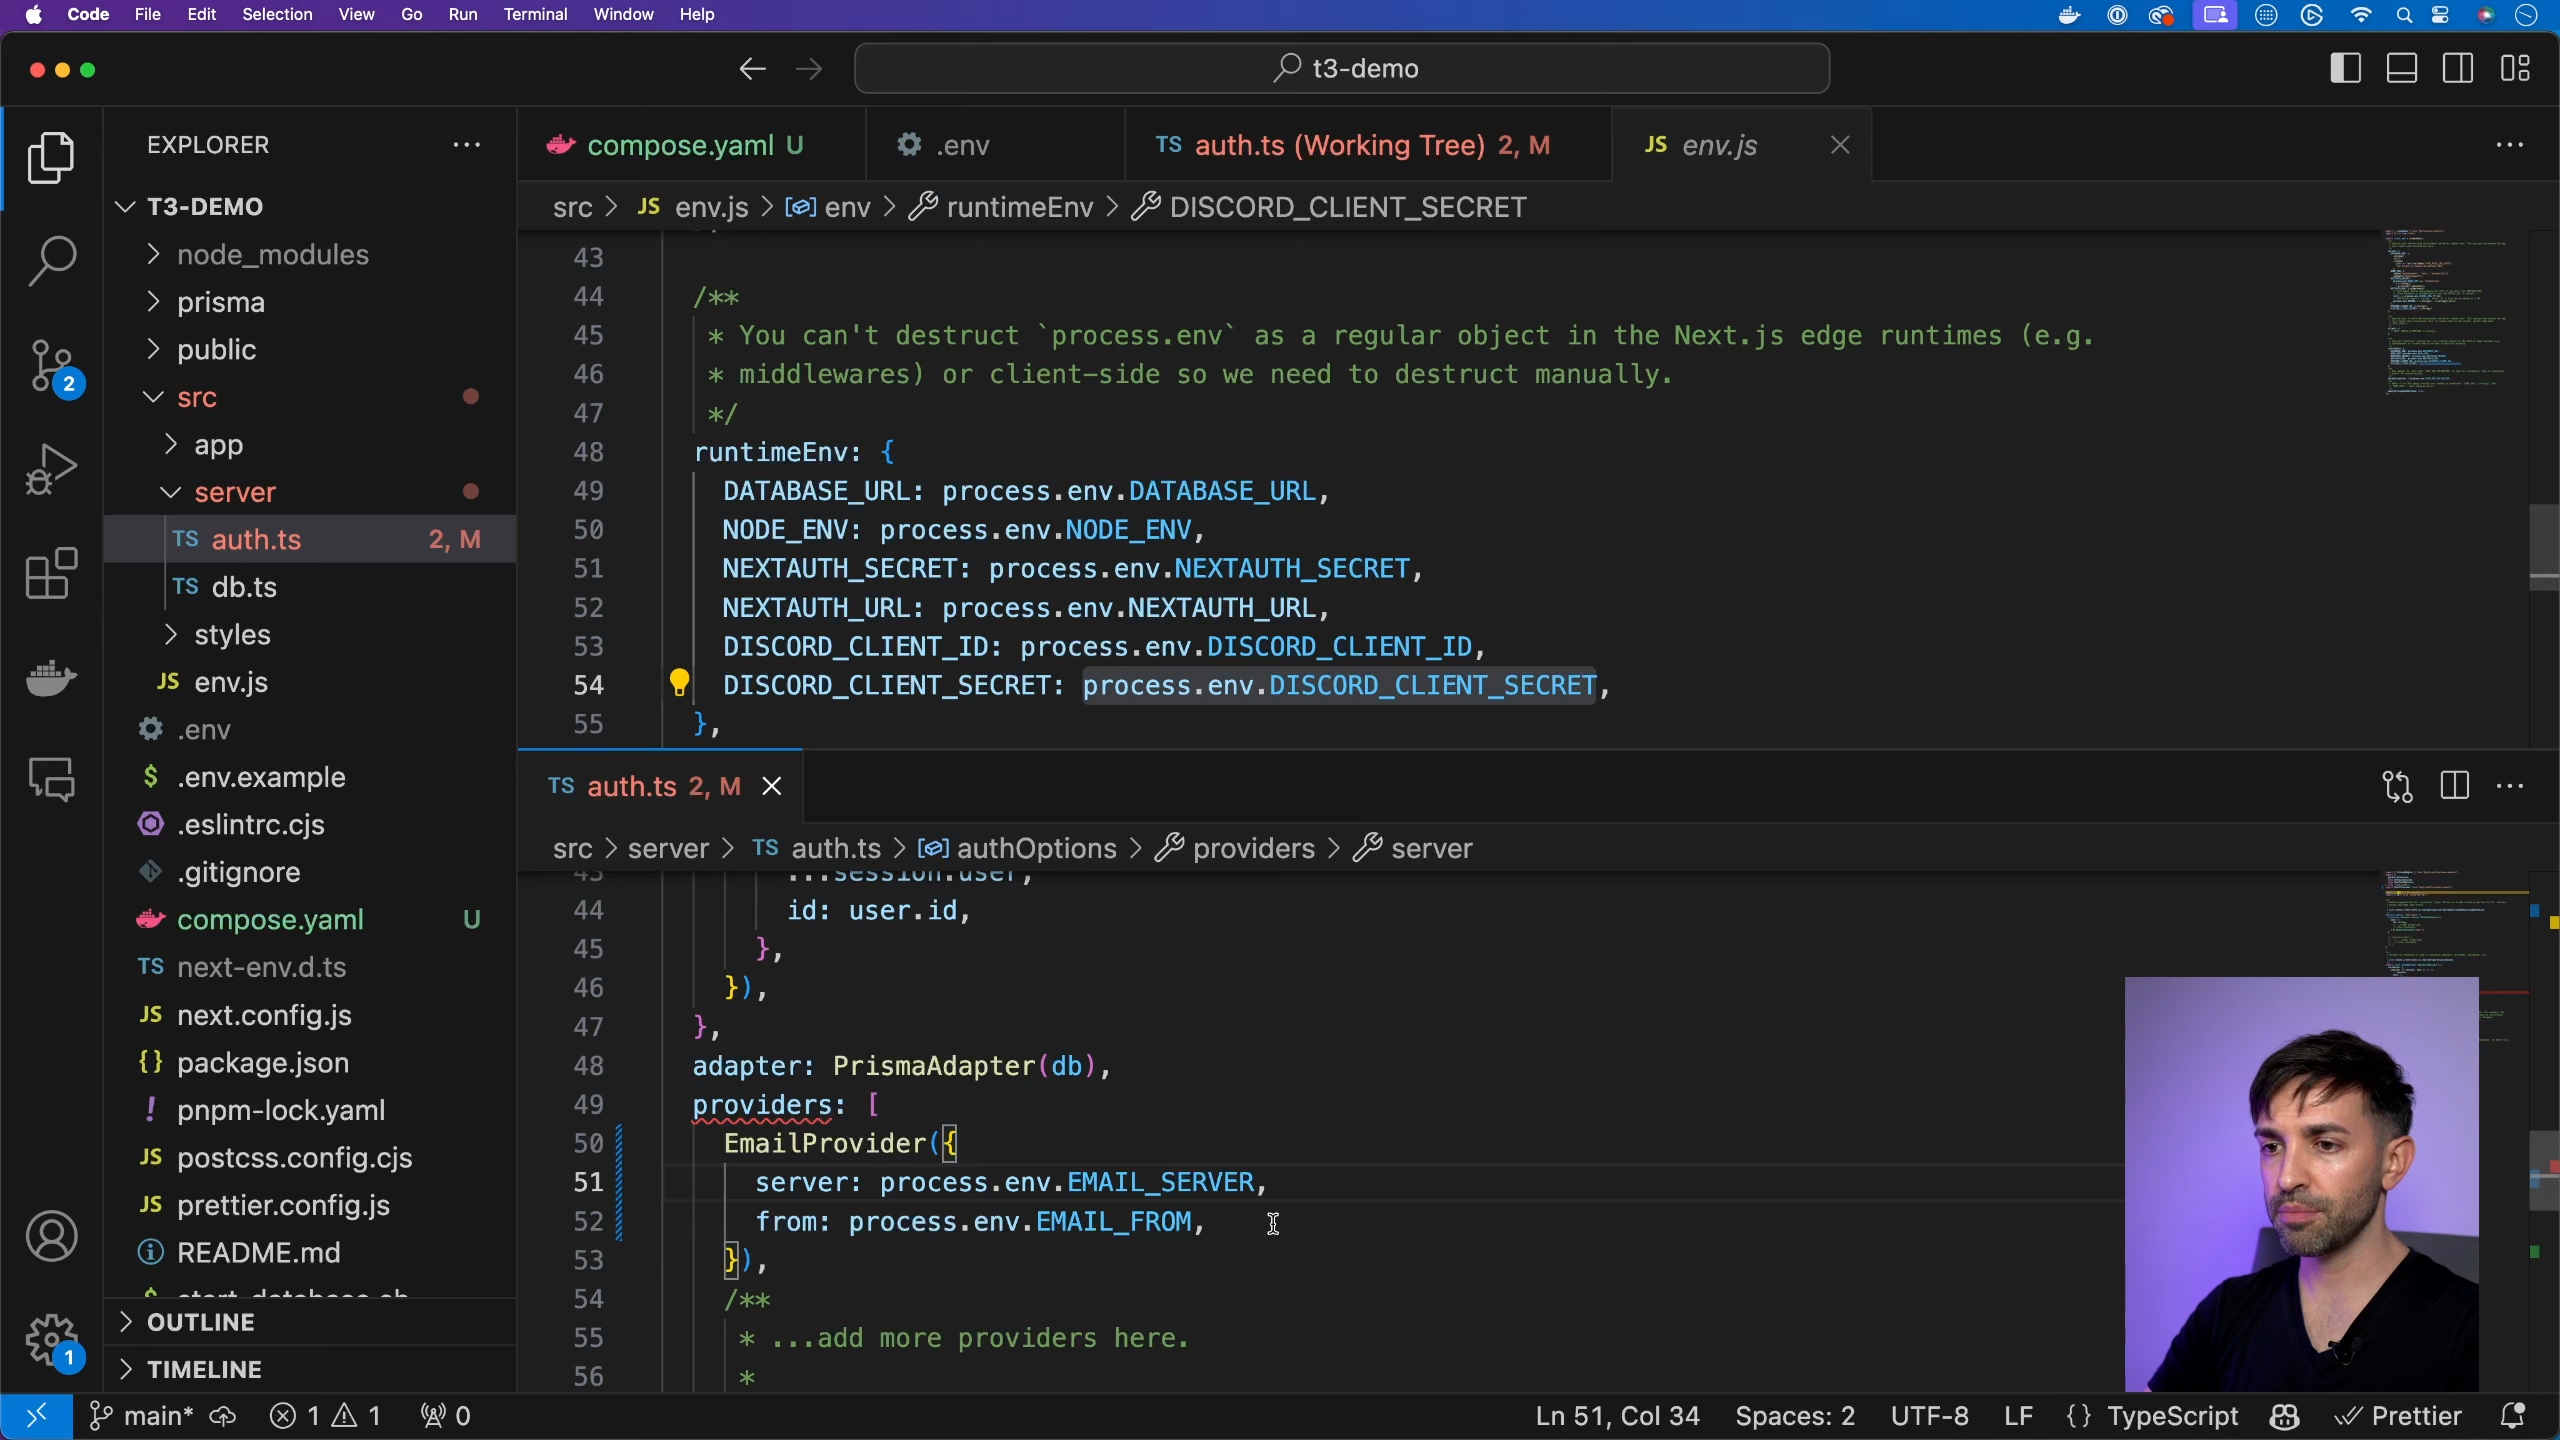 Code File Edit Selection View Go Run Terminal Window Help
t3-demo
EXPLORER
T3-DEMO
node_modules
prisma
public
src
app
server
TS auth.ts 2, M
TS db.ts
styles
JS env.js
.env
$ .env.example
.eslintrc.cjs
.gitignore
compose.yaml U
TS next-env.d.ts
JS next.config.js
{} package.json
! pnpm-lock.yaml
JS postcss.config.cjs
JS prettier.config.js
README.md
OUTLINE
TIMELINE
2
1
compose.yaml U
.env
TS auth.ts (Working Tree) 2, M
JS env.js
src > JS env.js > env > runtimeEnv > DISCORD_CLIENT_SECRET
43
44 /**
45 * You can't destruct `process.env` as a regular object in the Next.js edge runtimes (e.g.
46 * middlewares) or client-side so we need to destruct manually.
47 */
48 runtimeEnv: {
49 DATABASE_URL: process.env.DATABASE_URL,
50 NODE_ENV: process.env.NODE_ENV,
51 NEXTAUTH_SECRET: process.env.NEXTAUTH_SECRET,
52 NEXTAUTH_URL: process.env.NEXTAUTH_URL,
53 DISCORD_CLIENT_ID: process.env.DISCORD_CLIENT_ID,
54 DISCORD_CLIENT_SECRET: process.env.DISCORD_CLIENT_SECRET,
55 },
TS auth.ts 2, M
src > server > TS auth.ts > authOptions > providers > server
43 ...session.user,
44 id: user.id,
45 },
46 }),
47 },
48 adapter: PrismaAdapter(db),
49 providers: [
50 EmailProvider({
51 server: process.env.EMAIL_SERVER,
52 from: process.env.EMAIL_FROM,
53 }),
54 /**
55 * ...add more providers here.
56 *
main* 1 1 0
Ln 51, Col 34 Spaces: 2 UTF-8 LF {} TypeScript Prettier